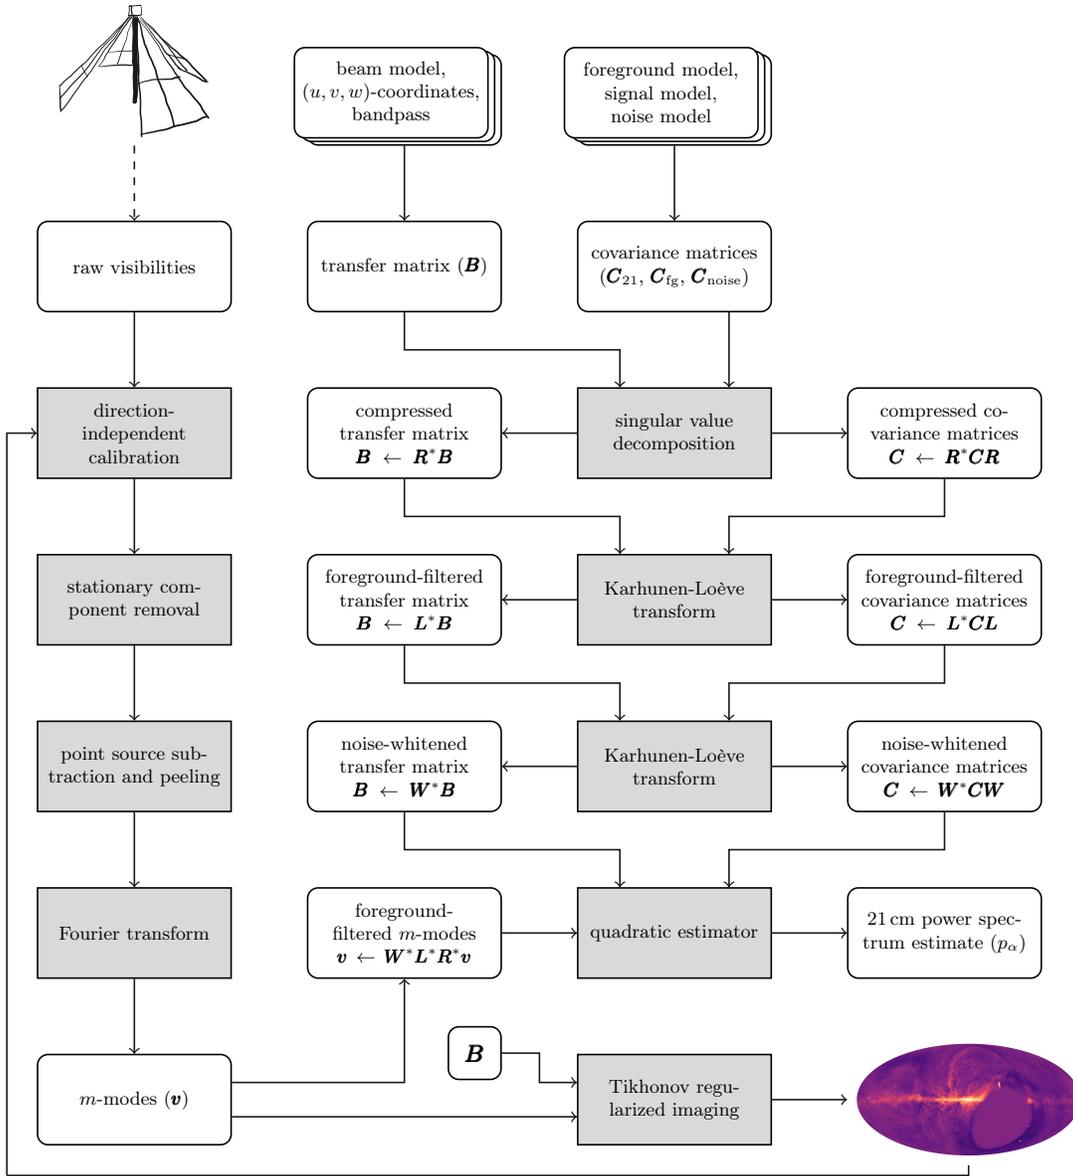 beam model,
(u, v, w)-coordinates,
bandpass
foreground model,
signal model,
noise model
raw visibilities
transfer matrix (B)
covariance matrices
(C₂₁, C_fg, C_noise)
direction-
independent
calibration
compressed
transfer matrix
B ← R*B
singular value
decomposition
compressed co-
variance matrices
C ← R*CR
stationary com-
ponent removal
foreground-filtered
transfer matrix
B ← L*B
Karhunen-Loève
transform
foreground-filtered
covariance matrices
C ← L*CL
point source sub-
traction and peeling
noise-whitened
transfer matrix
B ← W*B
Karhunen-Loève
transform
noise-whitened
covariance matrices
C ← W*CW
Fourier transform
foreground-
filtered m-modes
v ← W*L*R*v
quadratic estimator
21 cm power spec-
trum estimate (p_α)
m-modes (v)
B
Tikhonov regu-
larized imaging